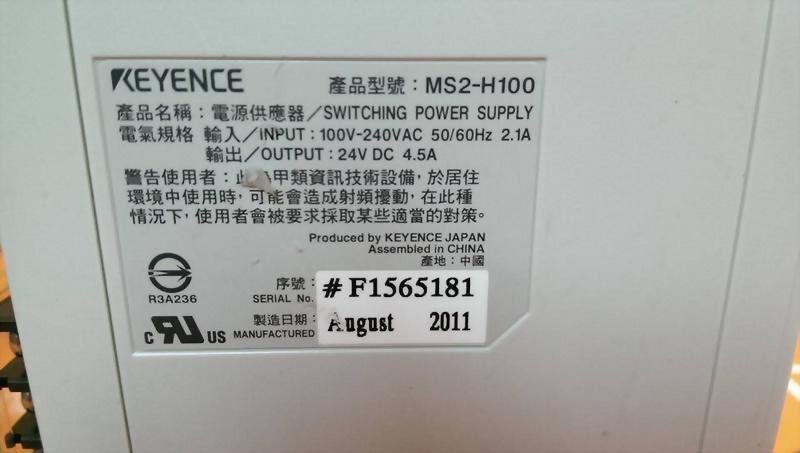 KEYENCE 產品型號：MS2-H100
產品名稱：電源供應器／SWITCHING POWER SUPPLY
電氣規格 輸入／INPUT：100V-240VAC 50/60Hz 2.1A
輸出／OUTPUT：24V DC 4.5A
警告使用者：此為甲類資訊技術設備，於居住
環境中使用時，可能會造成射頻擾動，在此種
情況下，使用者會被要求採取某些適當的對策。
Produced by KEYENCE JAPAN
Assembled in CHINA
產地：中國
R3A236
序號：
SERIAL No. #F1565181
製造日期：
MANUFACTURED August 2011
c RU US